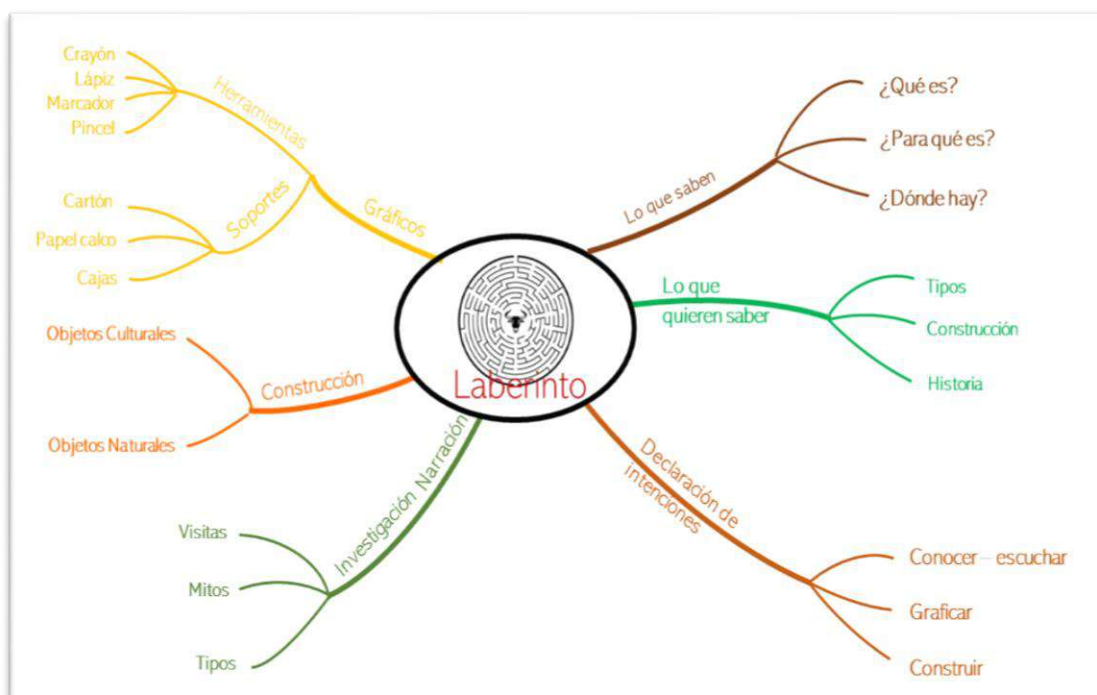 Crayón
Lápiz
Marcador
Pincel
Herramientas
Cartón
Papel calco
Cajas
Soportes
Gráficos
Objetos Culturales
Objetos Naturales
Construcción
Visitas
Mitos
Tipos
Investigación Narración
Laberinto
Lo que saben
¿Qué es?
¿Para qué es?
¿Dónde hay?
Lo que
quieren saber
Tipos
Construcción
Historia
Declaración de
intenciones
Conocer – escuchar
Graficar
Construir